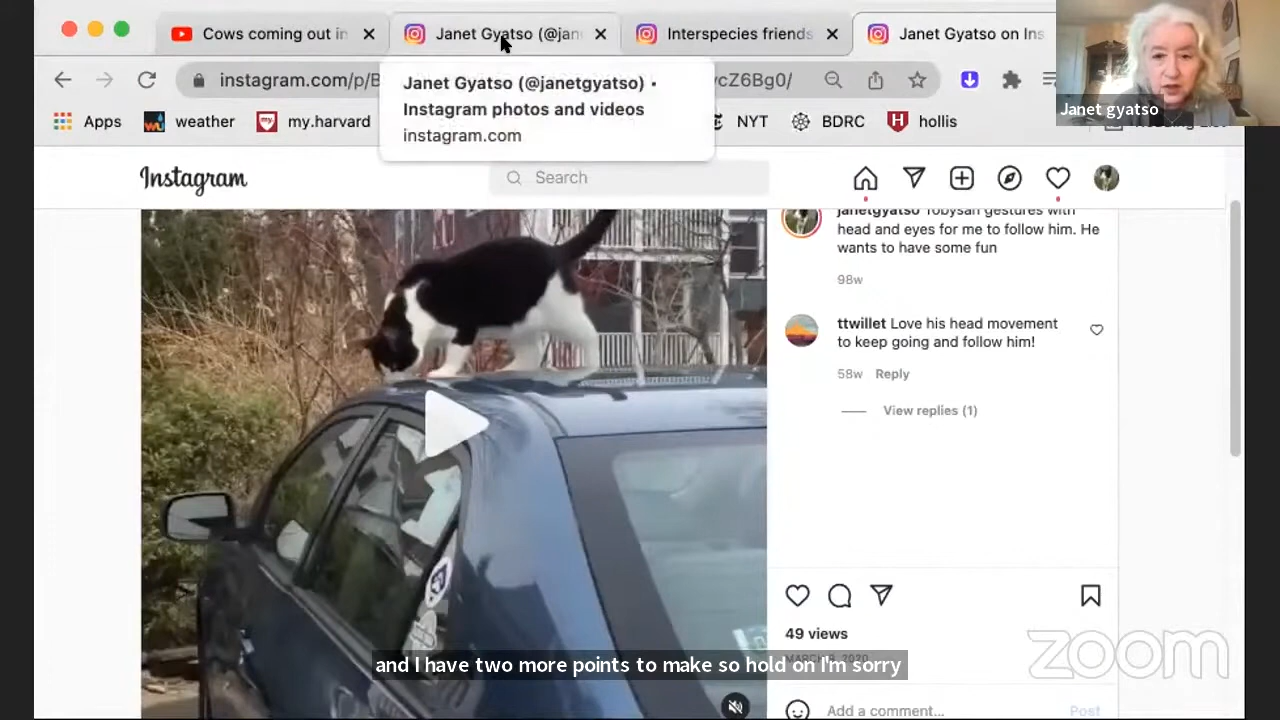 Cows coming out in
Janet Gyatso (@jan
Interspecies friends
Janet Gyatso on Ins
instagram.com/p/B
ycZ6Bg0/
Janet Gyatso (@janetgyatso) •
Instagram photos and videos
instagram.com
Apps
weather
my.harvard
NYT
BDRC
hollis
Janet gyatso
Instagram
Search
janetgyatso Tobysan gestures with
head and eyes for me to follow him. He
wants to have some fun
98w
ttwillet Love his head movement
to keep going and follow him!
58w Reply
View replies (1)
49 views
and I have two more points to make so hold on I'm sorry
zoom
Add a comment...
Post